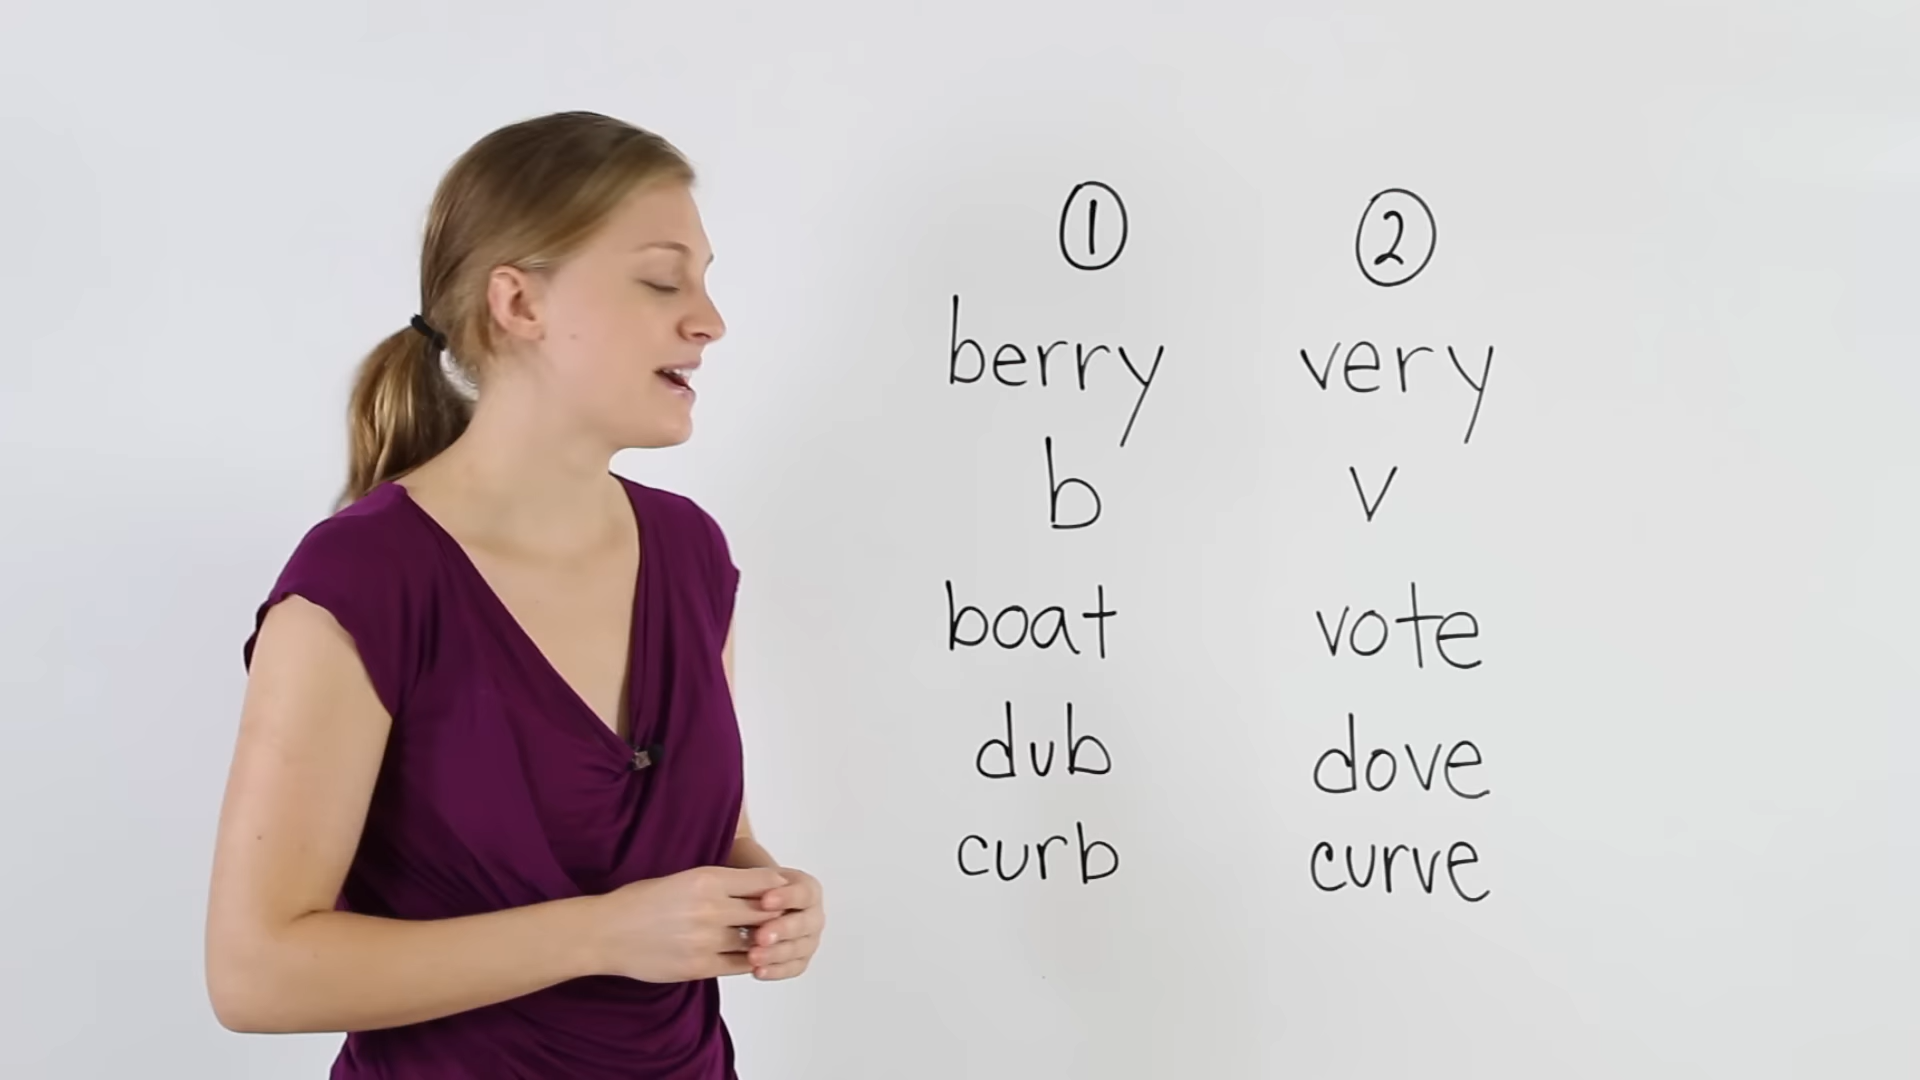 ① ②
berry very
b v
boat vote
dub dove
curb curve